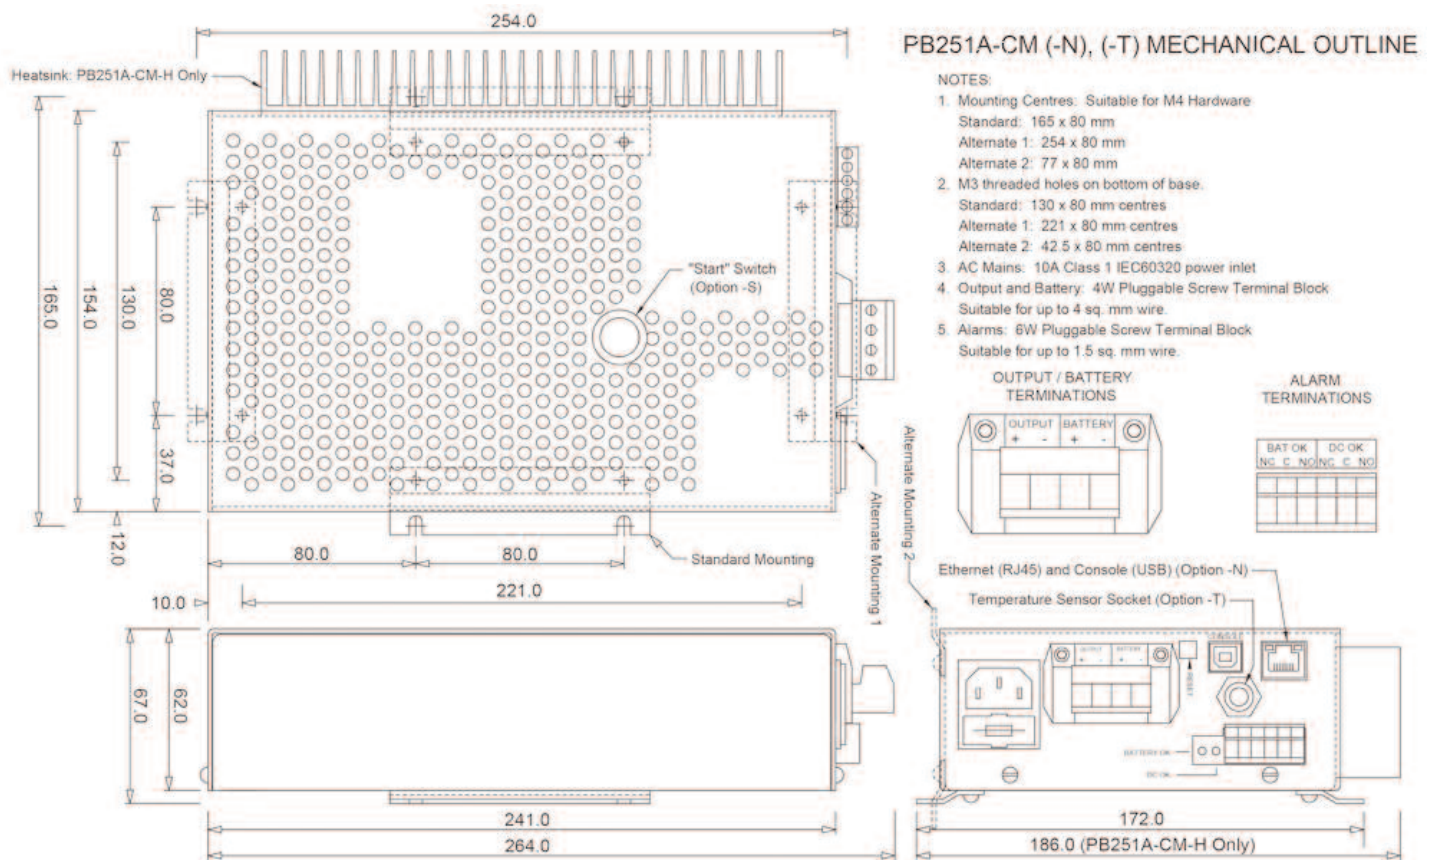 254.0
PB251A-CM (-N), (-T) MECHANICAL OUTLINE
Heatsink: PB251A-CM-H Only
NOTES:
1. Mounting Centres: Suitable for M4 Hardware
Standard: 165 x 80 mm
Alternate 1: 254 x 80 mm
Alternate 2: 77 x 80 mm
2. M3 threaded holes on bottom of base.
Standard: 130 x 80 mm centres
Alternate 1: 221 x 80 mm centres
Alternate 2: 42.5 x 80 mm centres
3. AC Mains: 10A Class 1 IEC60320 power inlet
4. Output and Battery: 4W Pluggable Screw Terminal Block
Suitable for up to 4 sq. mm wire.
5. Alarms: 6W Pluggable Screw Terminal Block
Suitable for up to 1.5 sq. mm wire.
"Start" Switch
(Option -S)
165.0
154.0
130.0
80.0
37.0
12.0
80.0
80.0
Standard Mounting
221.0
10.0
Alternate Mounting 1
Alternate Mounting 2
OUTPUT / BATTERY
TERMINATIONS
OUTPUT BATTERY
+ - + -
ALARM
TERMINATIONS
BAT OK DC OK
NC C NO NC C NO
Ethernet (RJ45) and Console (USB) (Option -N)
Temperature Sensor Socket (Option -T)
67.0
62.0
241.0
264.0
OUTPUT BATTERY
+ - + -
RESET
CONSOLE
BATTERY OK
DC OK
172.0
186.0 (PB251A-CM-H Only)